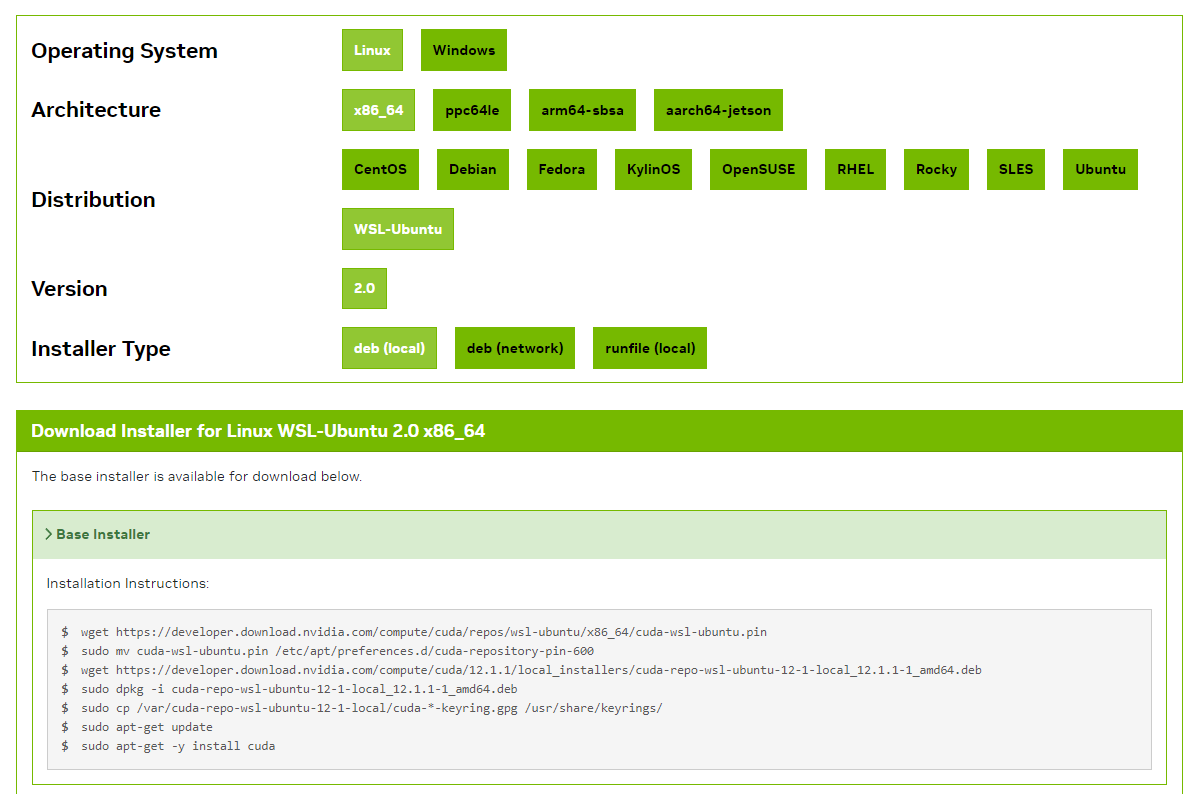 Operating System Linux Windows
Architecture x86_64 ppc64le arm64-sbsa aarch64-jetson
Distribution CentOS Debian Fedora KylinOS OpenSUSE RHEL Rocky SLES Ubuntu
WSL-Ubuntu
Version 2.0
Installer Type deb (local) deb (network) runfile (local)
Download Installer for Linux WSL-Ubuntu 2.0 x86_64
The base installer is available for download below.
Base Installer
Installation Instructions:
$ wget https://developer.download.nvidia.com/compute/cuda/repos/wsl-ubuntu/x86_64/cuda-wsl-ubuntu.pin
$ sudo mv cuda-wsl-ubuntu.pin /etc/apt/preferences.d/cuda-repository-pin-600
$ wget https://developer.download.nvidia.com/compute/cuda/12.1.1/local_installers/cuda-repo-wsl-ubuntu-12-1-local_12.1.1-1_amd64.deb
$ sudo dpkg -i cuda-repo-wsl-ubuntu-12-1-local_12.1.1-1_amd64.deb
$ sudo cp /var/cuda-repo-wsl-ubuntu-12-1-local/cuda-*-keyring.gpg /usr/share/keyrings/
$ sudo apt-get update
$ sudo apt-get -y install cuda